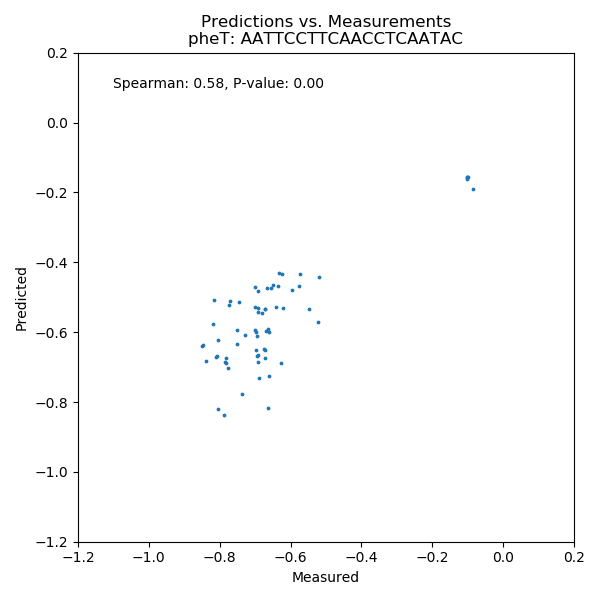 Predictions vs. Measurements
pheT: AATTCCTTCAACCTCAATAC
Spearman: 0.58, P-value: 0.00
0.2
0.0
−0.2
−0.4
−0.6
−0.8
−1.0
−1.2
Predicted
−1.2 −1.0 −0.8 −0.6 −0.4 −0.2 0.0 0.2
Measured